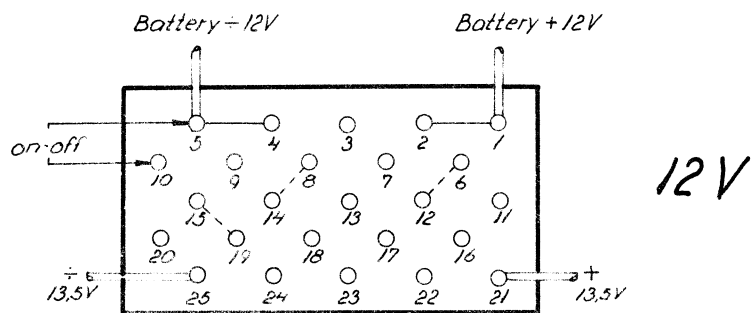 Battery ÷ 12V Battery + 12V
5 4 3 2 1
on-off
10 9 8 7 6
12 V
15 14 13 12 11
20 19 18 17 16
÷ +
13,5V 25 24 23 22 21 13,5V